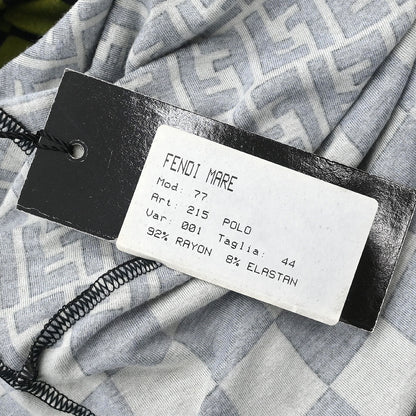 FENDI MARE
Mod: 77
Art: 215 POLO
Var: 001 Taglia: 44
92% RAYON 8% ELASTAN